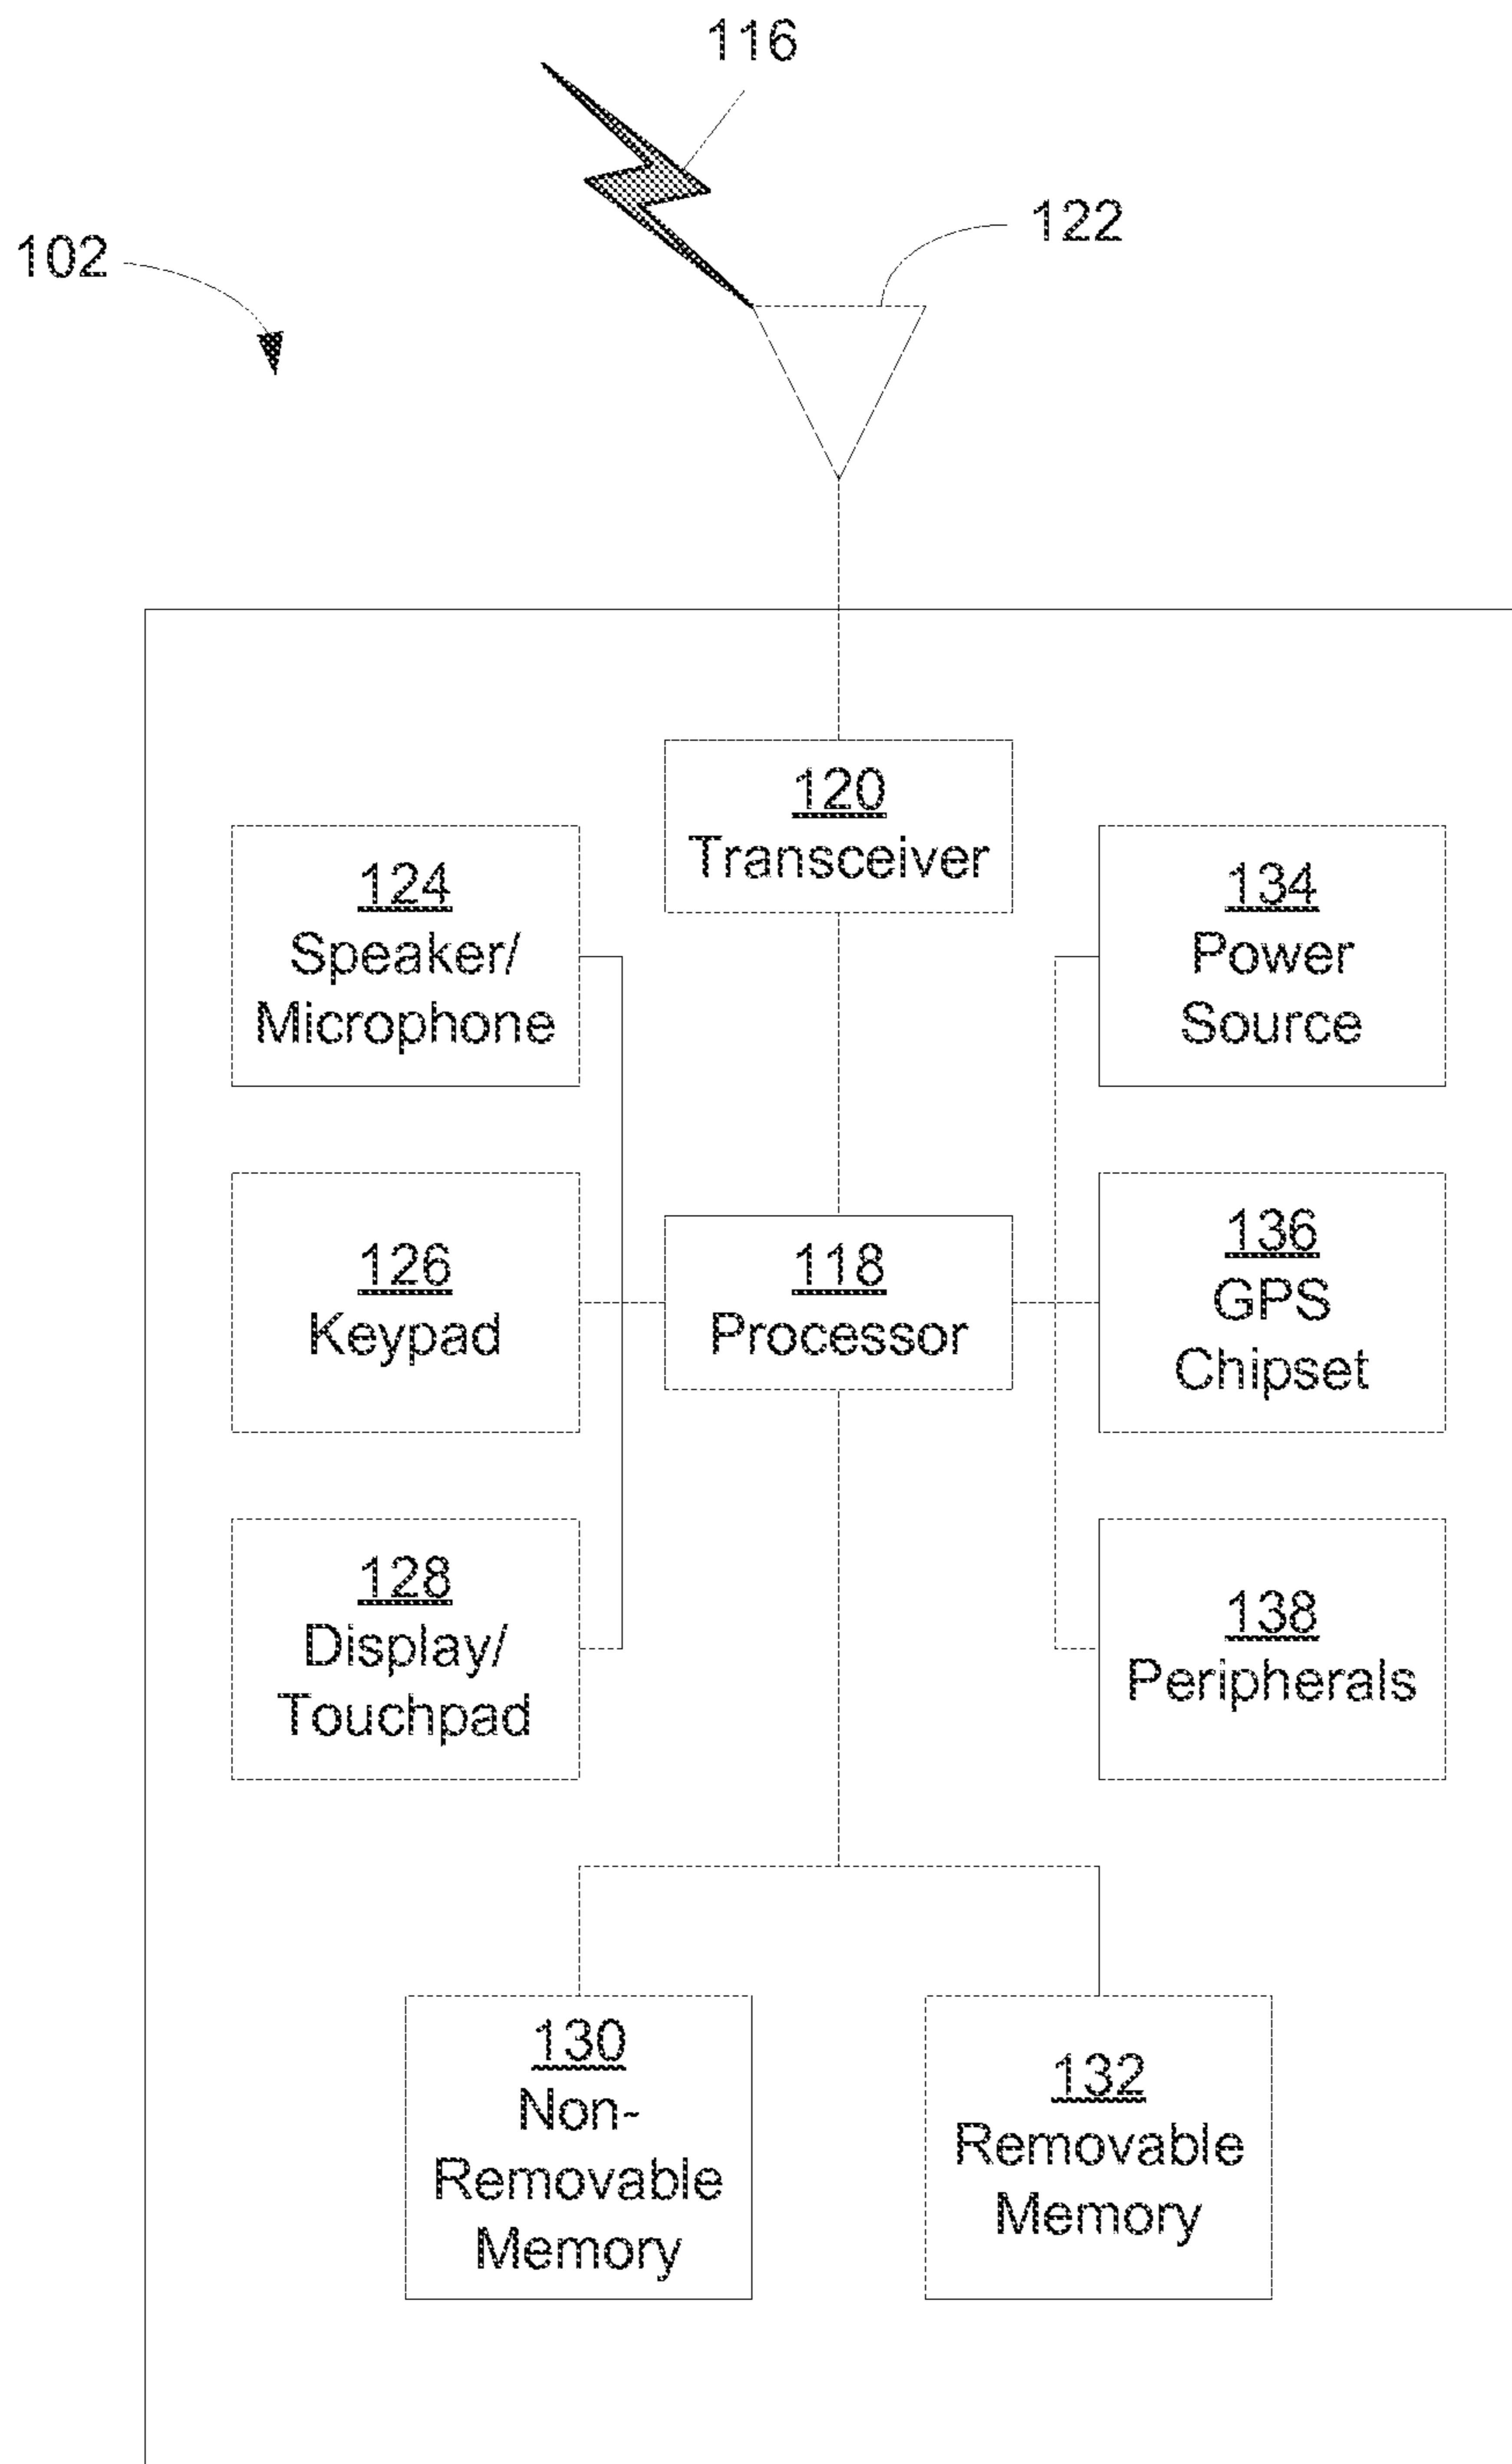 116
122
102
120
Transceiver
124
Speaker/
Microphone
134
Power
Source
126
Keypad
118
Processor
136
GPS
Chipset
128
Display/
Touchpad
138
Peripherals
130
Non-
Removable
Memory
132
Removable
Memory